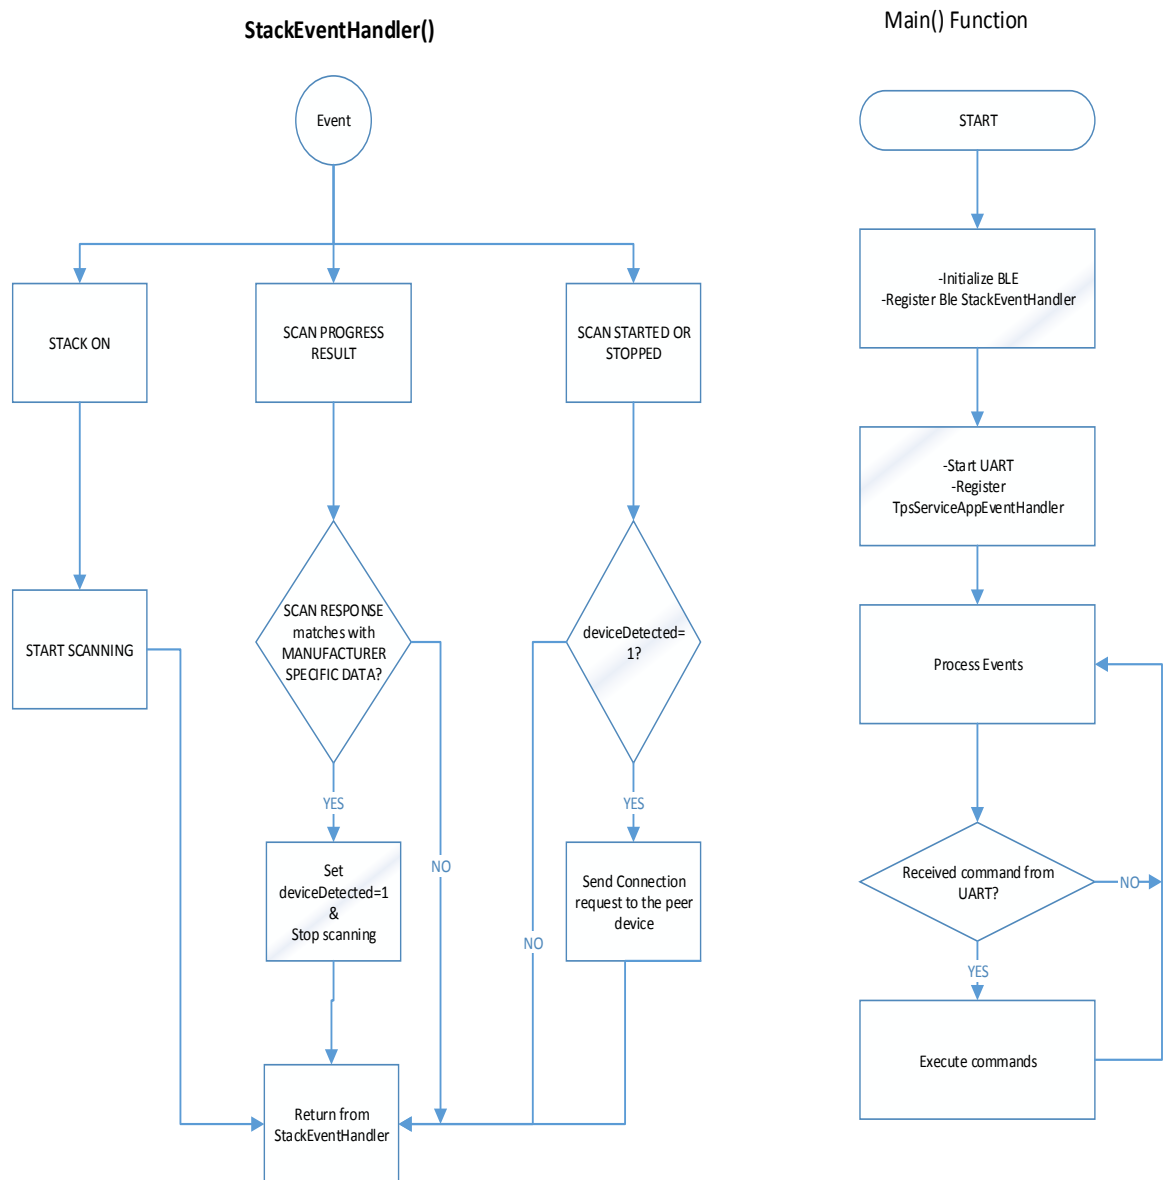 StackEventHandler()
Event
STACK ON
SCAN PROGRESS
RESULT
SCAN STARTED OR
STOPPED
START SCANNING
SCAN RESPONSE
matches with
MANUFACTURER
SPECIFIC DATA?
deviceDetected=
1?
YES
YES
NO
Set
deviceDetected=1
&
Stop scanning
Send Connection
request to the peer
device
NO
Return from
StackEventHandler
Main() Function
START
-Initialize BLE
-Register Ble StackEventHandler
-Start UART
-Register
TpsServiceAppEventHandler
Process Events
Received command from
UART?
NO
YES
Execute commands